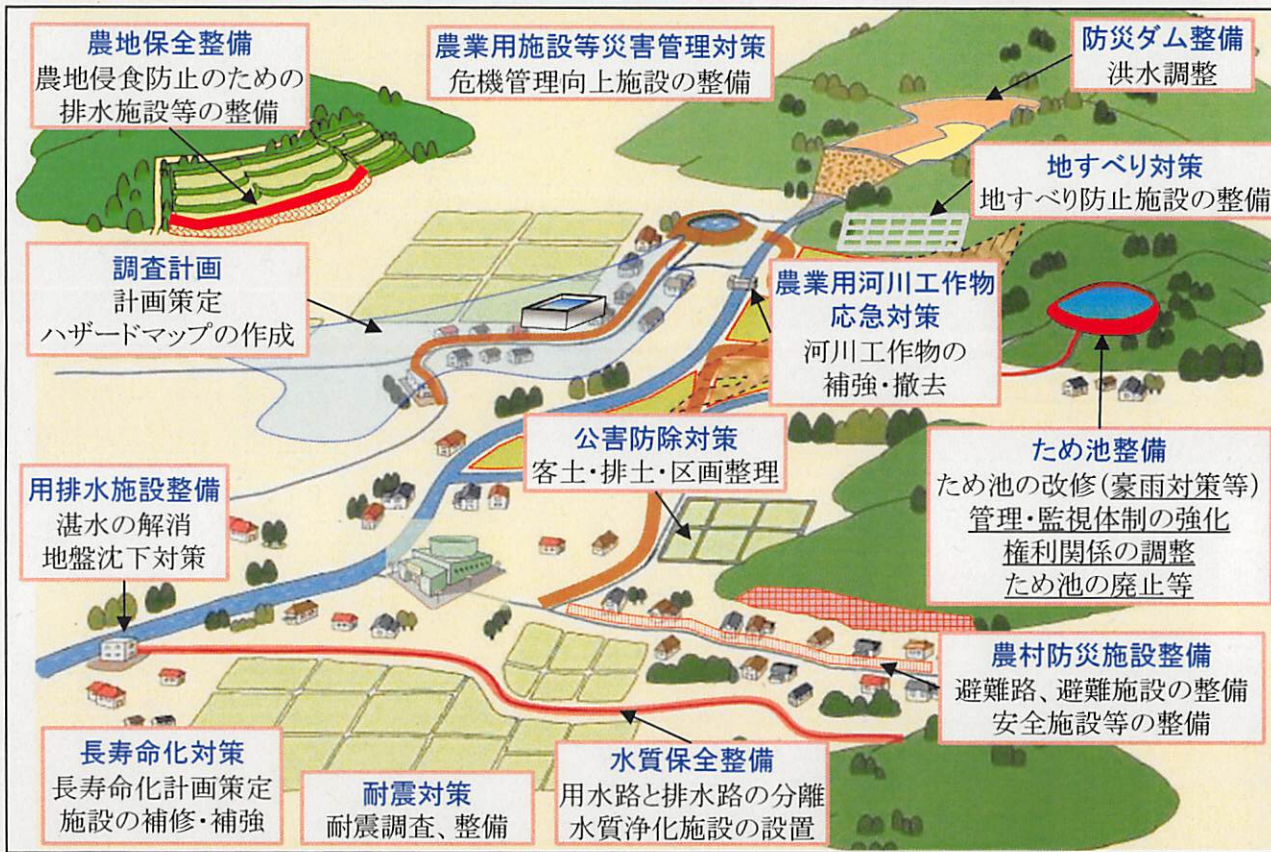 農地保全整備
農地侵食防止のための
排水施設等の整備
農業用施設等災害管理対策
危機管理向上施設の整備
防災ダム整備
洪水調整
地すべり対策
地すべり防止施設の整備
調査計画
計画策定
ハザードマップの作成
農業用河川工作物
応急対策
河川工作物の
補強・撤去
公害防除対策
客土・排土・区画整理
ため池整備
ため池の改修(豪雨対策等)
管理・監視体制の強化
権利関係の調整
ため池の廃止等
用排水施設整備
湛水の解消
地盤沈下対策
農村防災施設整備
避難路、避難施設の整備
安全施設等の整備
長寿命化対策
長寿命化計画策定
施設の補修・補強
耐震対策
耐震調査、整備
水質保全整備
用水路と排水路の分離
水質浄化施設の設置